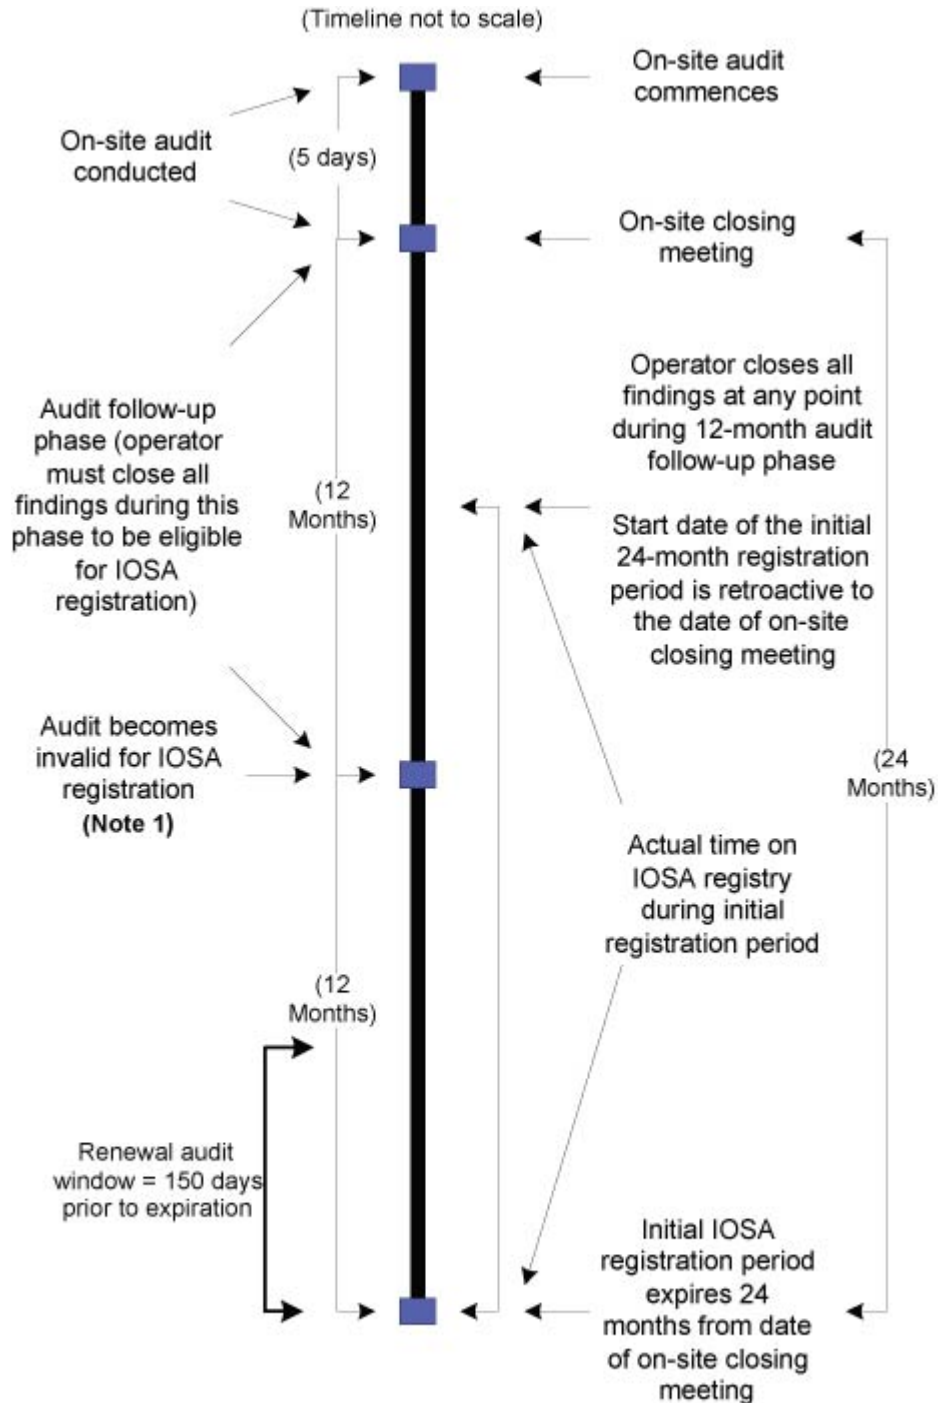 (Timeline not to scale)
On-site audit
commences
On-site audit
conducted
(5 days)
On-site closing
meeting
Operator closes all
findings at any point
during 12-month audit
follow-up phase
Audit follow-up
phase (operator
must close all
findings during this
phase to be eligible
for IOSA
registration)
(12
Months)
Start date of the initial
24-month registration
period is retroactive to
the date of on-site
closing meeting
Audit becomes
invalid for IOSA
registration
(Note 1)
(24
Months)
Actual time on
IOSA registry
during initial
registration period
(12
Months)
Renewal audit
window = 150 days
prior to expiration
Initial IOSA
registration period
expires 24
months from date
of on-site closing
meeting